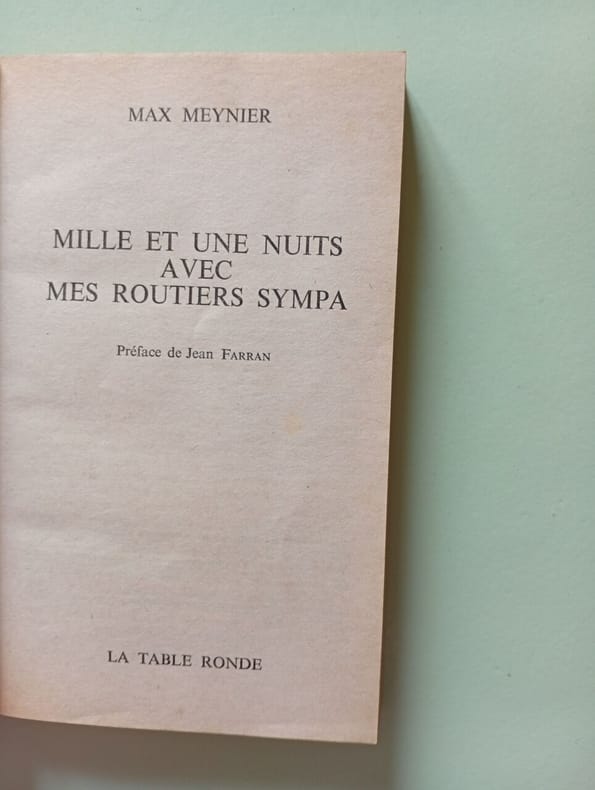 MAX MEYNIER
MILLE ET UNE NUITS
AVEC
MES ROUTIERS SYMPA
Préface de Jean FARRAN
LA TABLE RONDE